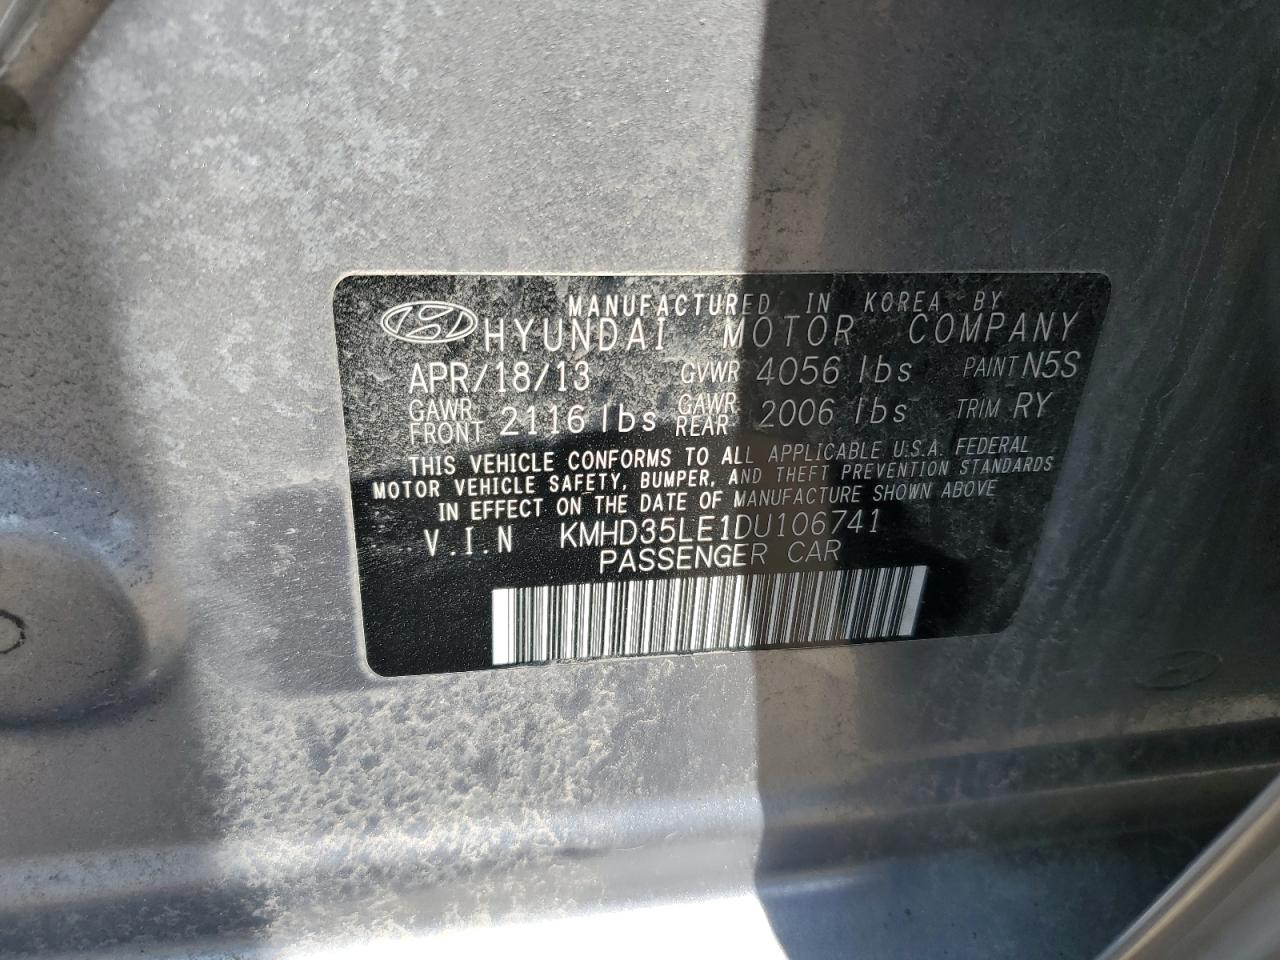 MANUFACTURED IN KOREA BY
HYUNDAI MOTOR COMPANY
APR/18/13 GVWR 4056 lbs PAINT N5S
GAWR FRONT 2116 lbs GAWR REAR 2006 lbs TRIM RY
THIS VEHICLE CONFORMS TO ALL APPLICABLE U.S.A. FEDERAL
MOTOR VEHICLE SAFETY, BUMPER, AND THEFT PREVENTION STANDARDS
IN EFFECT ON THE DATE OF MANUFACTURE SHOWN ABOVE
V.I.N KMHD35LE1DU106741
PASSENGER CAR